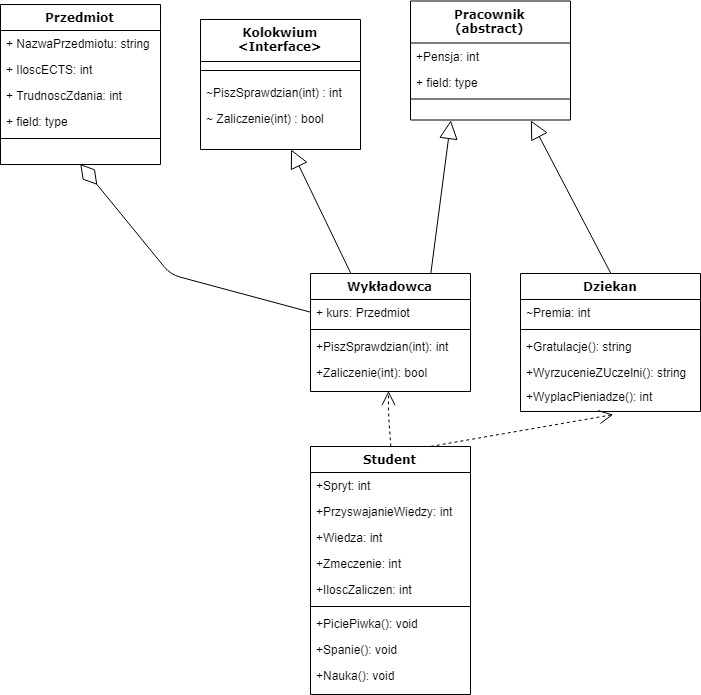 Przedmiot
+ NazwaPrzedmiotu: string
+ IloscECTS: int
+ TrudnoscZdania: int
+ field: type
Kolokwium
<Interface>
~PiszSprawdzian(int) : int
~ Zaliczenie(int) : bool
Pracownik
(abstract)
+Pensja: int
+ field: type
Wykładowca
+ kurs: Przedmiot
+PiszSprawdzian(int): int
+Zaliczenie(int): bool
Dziekan
~Premia: int
+Gratulacje(): string
+WyrzucenieZUczelni(): string
+WyplacPieniadze(): int
Student
+Spryt: int
+PrzyswajanieWiedzy: int
+Wiedza: int
+Zmeczenie: int
+IloscZaliczen: int
+PiciePiwka(): void
+Spanie(): void
+Nauka(): void